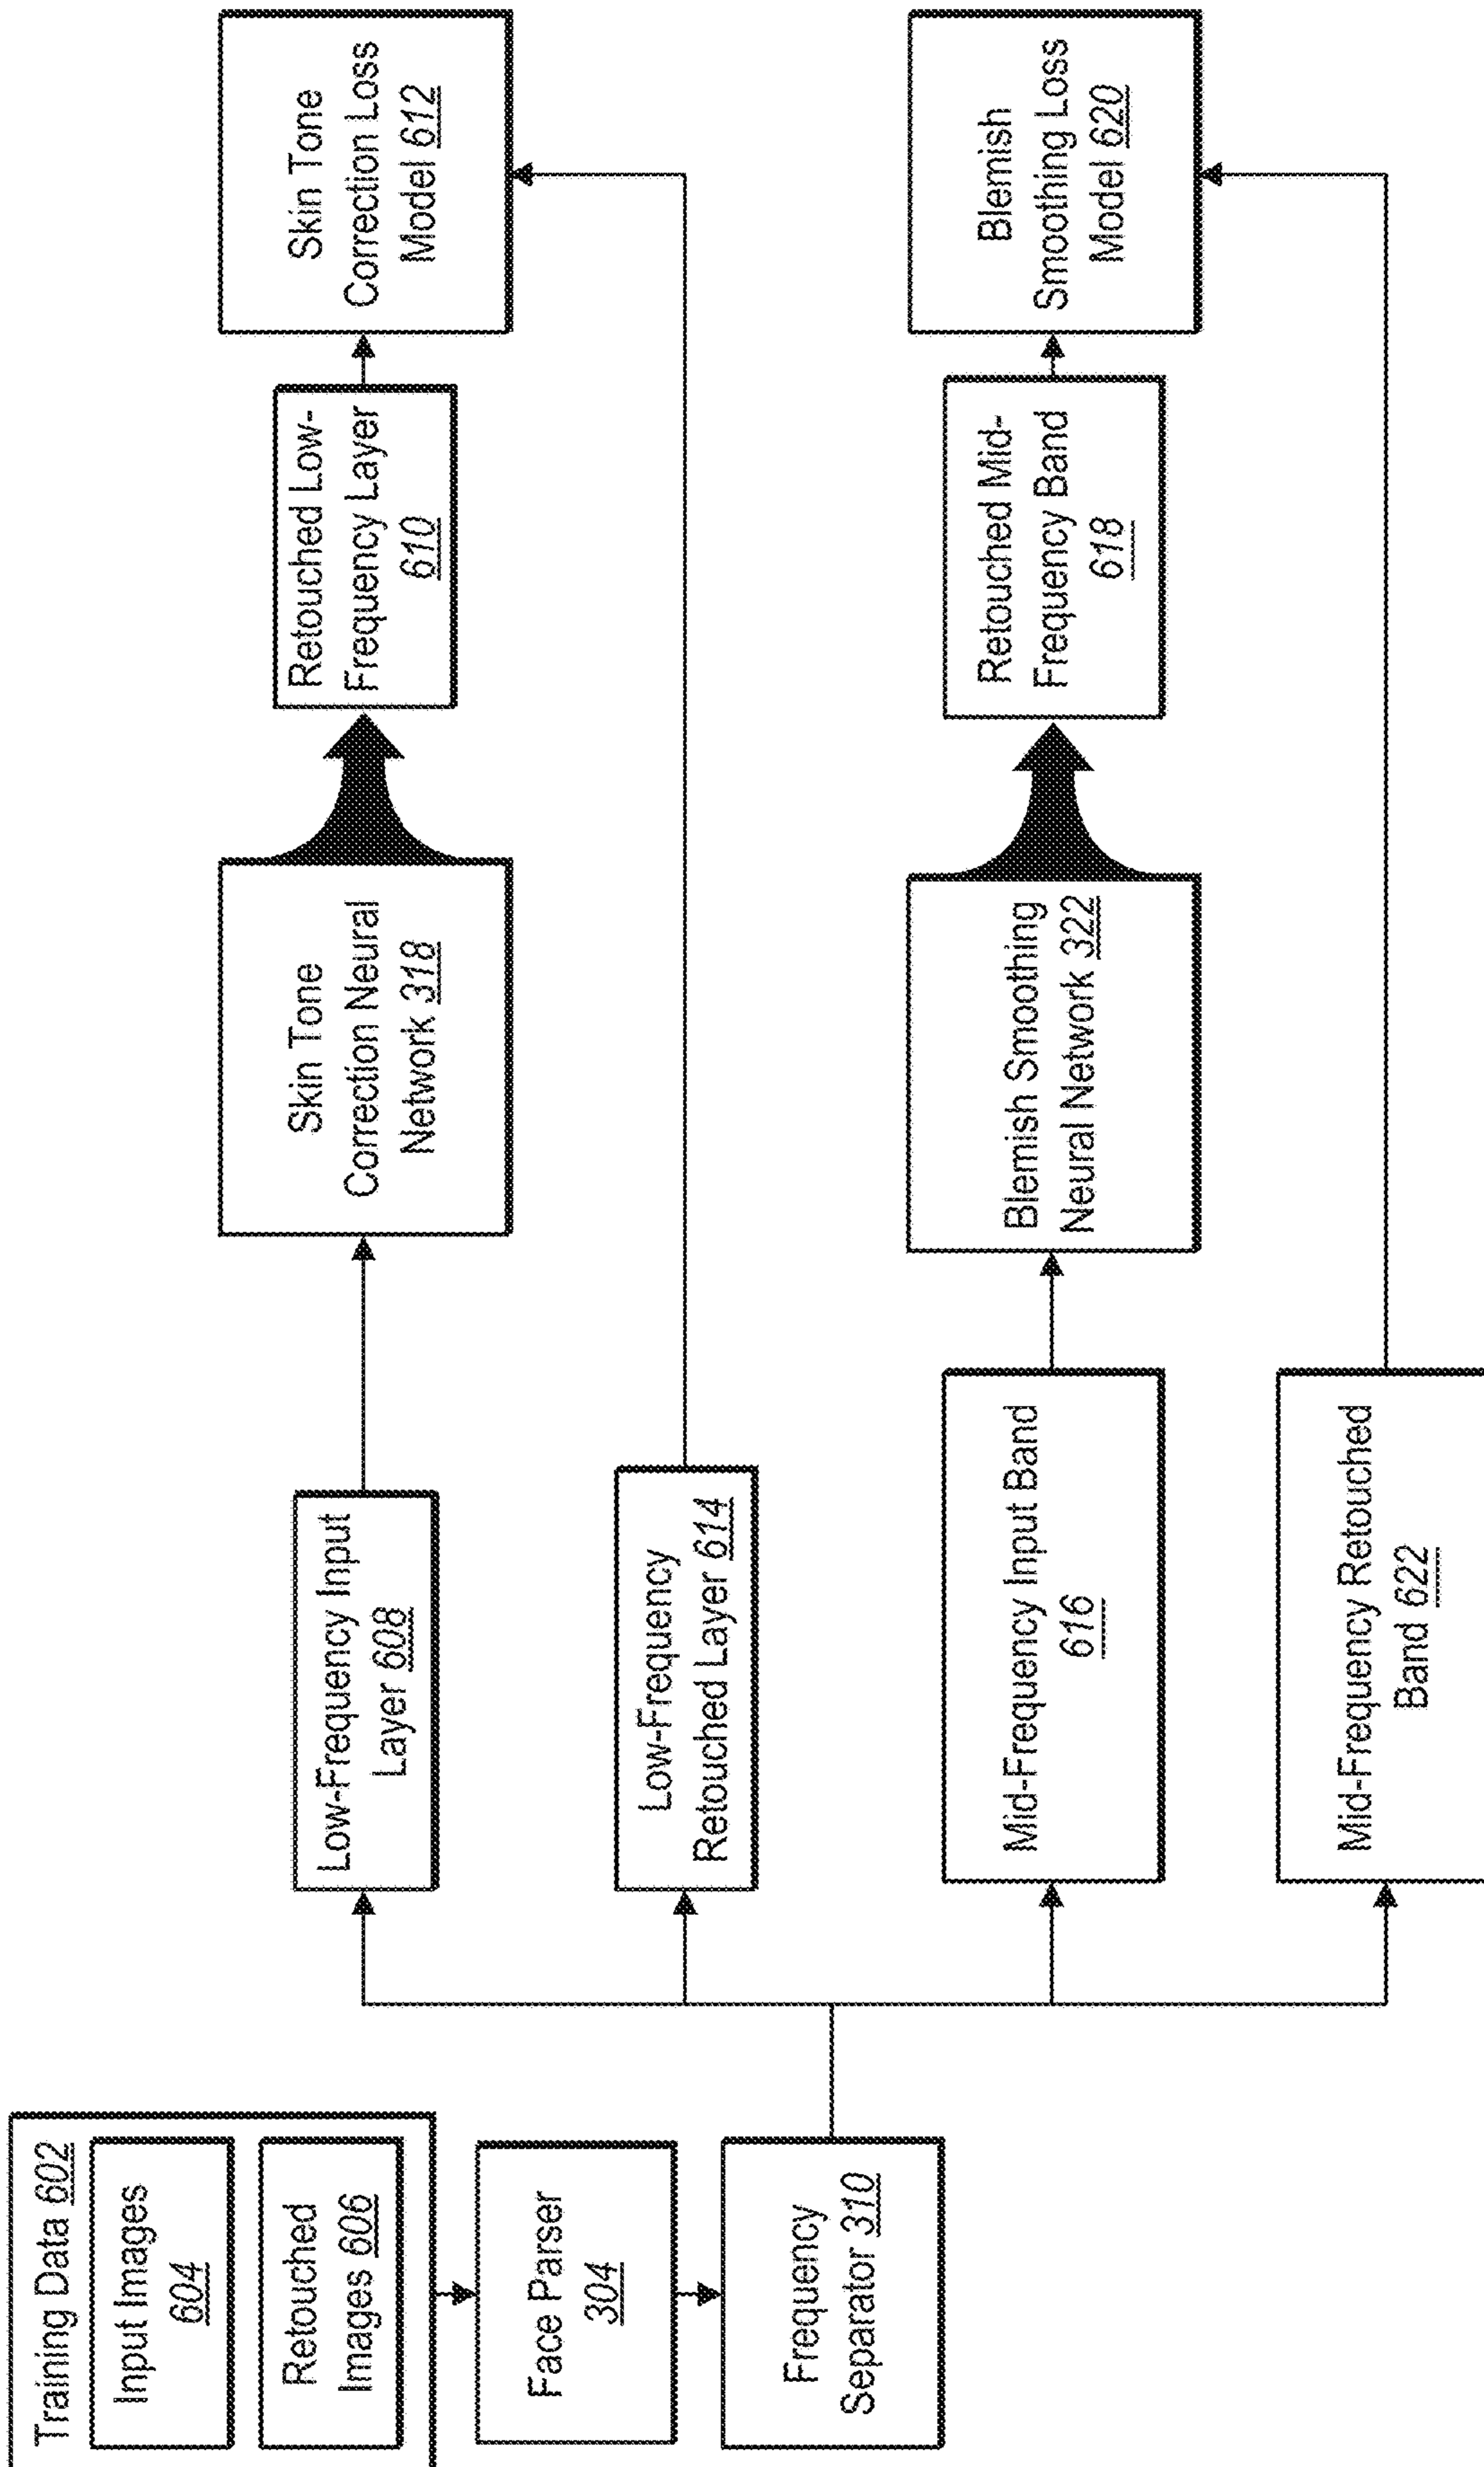 Training Data 602
Input Images
604
Retouched
Images 606
Face Parser
304
Frequency
Separator 310
Low-Frequency Input
Layer 608
Skin Tone
Correction Neural
Network 318
Retouched Low-
Frequency Layer
610
Skin Tone
Correction Loss
Model 612
Low-Frequency
Retouched Layer 614
Mid-Frequency Input Band
616
Blemish Smoothing
Neural Network 322
Retouched Mid-
Frequency Band
618
Blemish
Smoothing Loss
Model 620
Mid-Frequency Retouched
Band 622